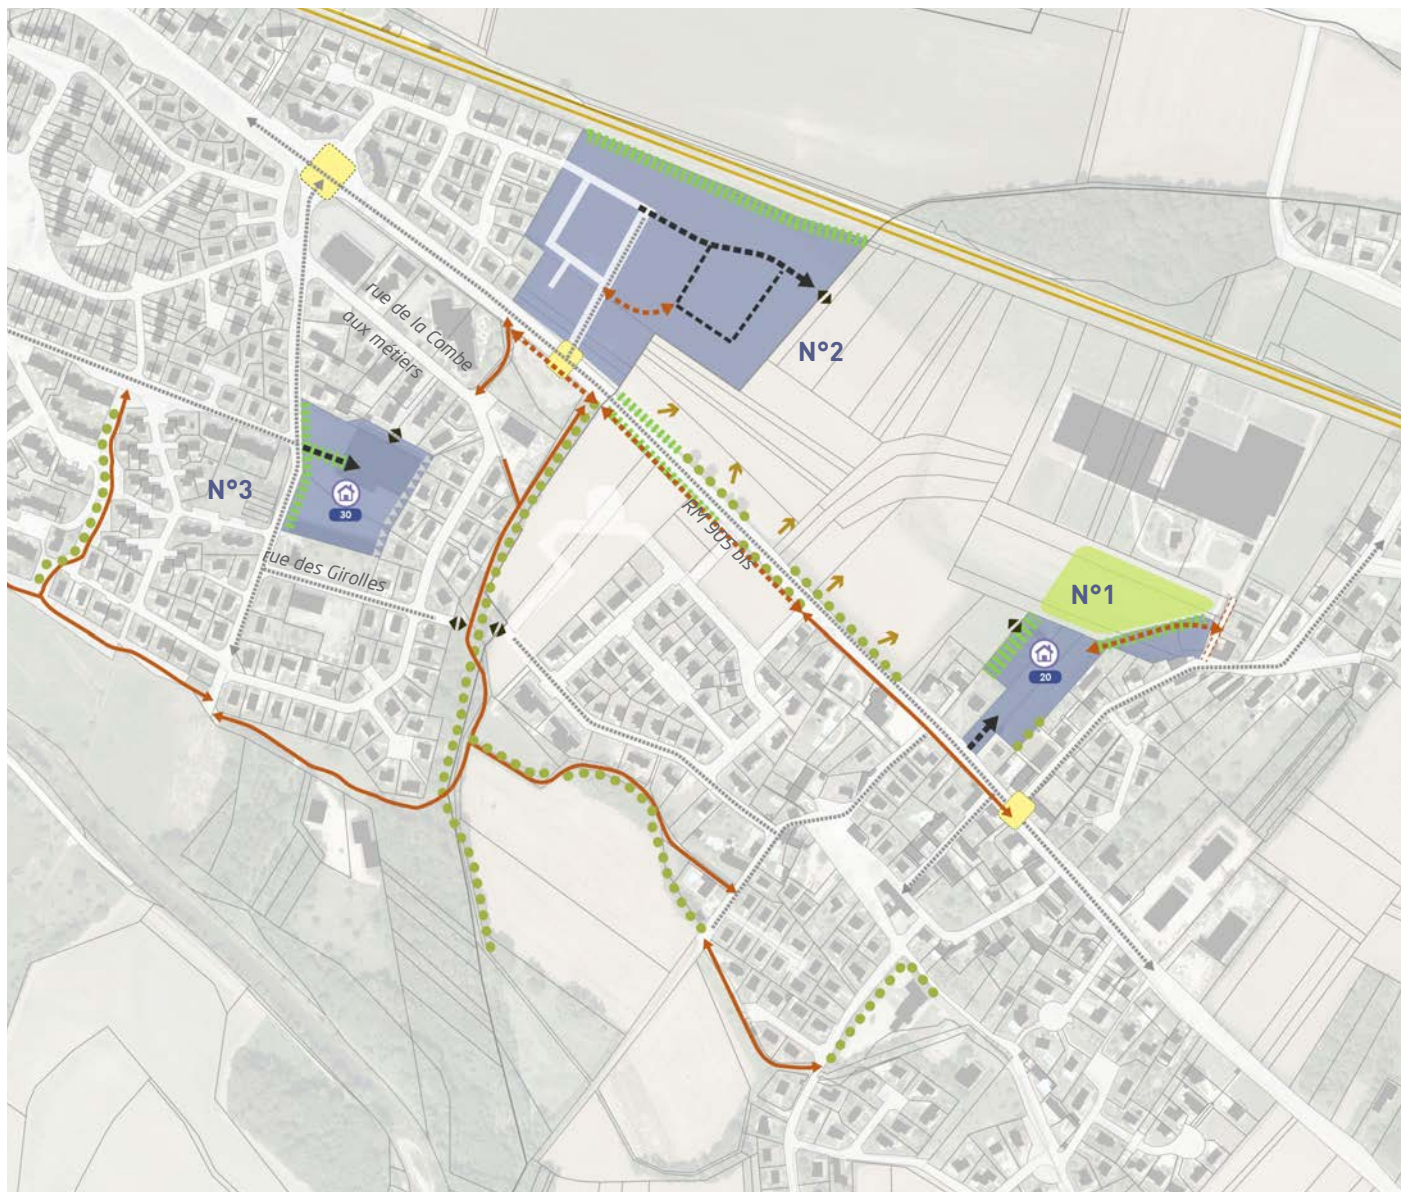 rue de la Combe
aux métiers
N°2
N°3
30
RM 905 bis
rue des Girolles
N°1
20